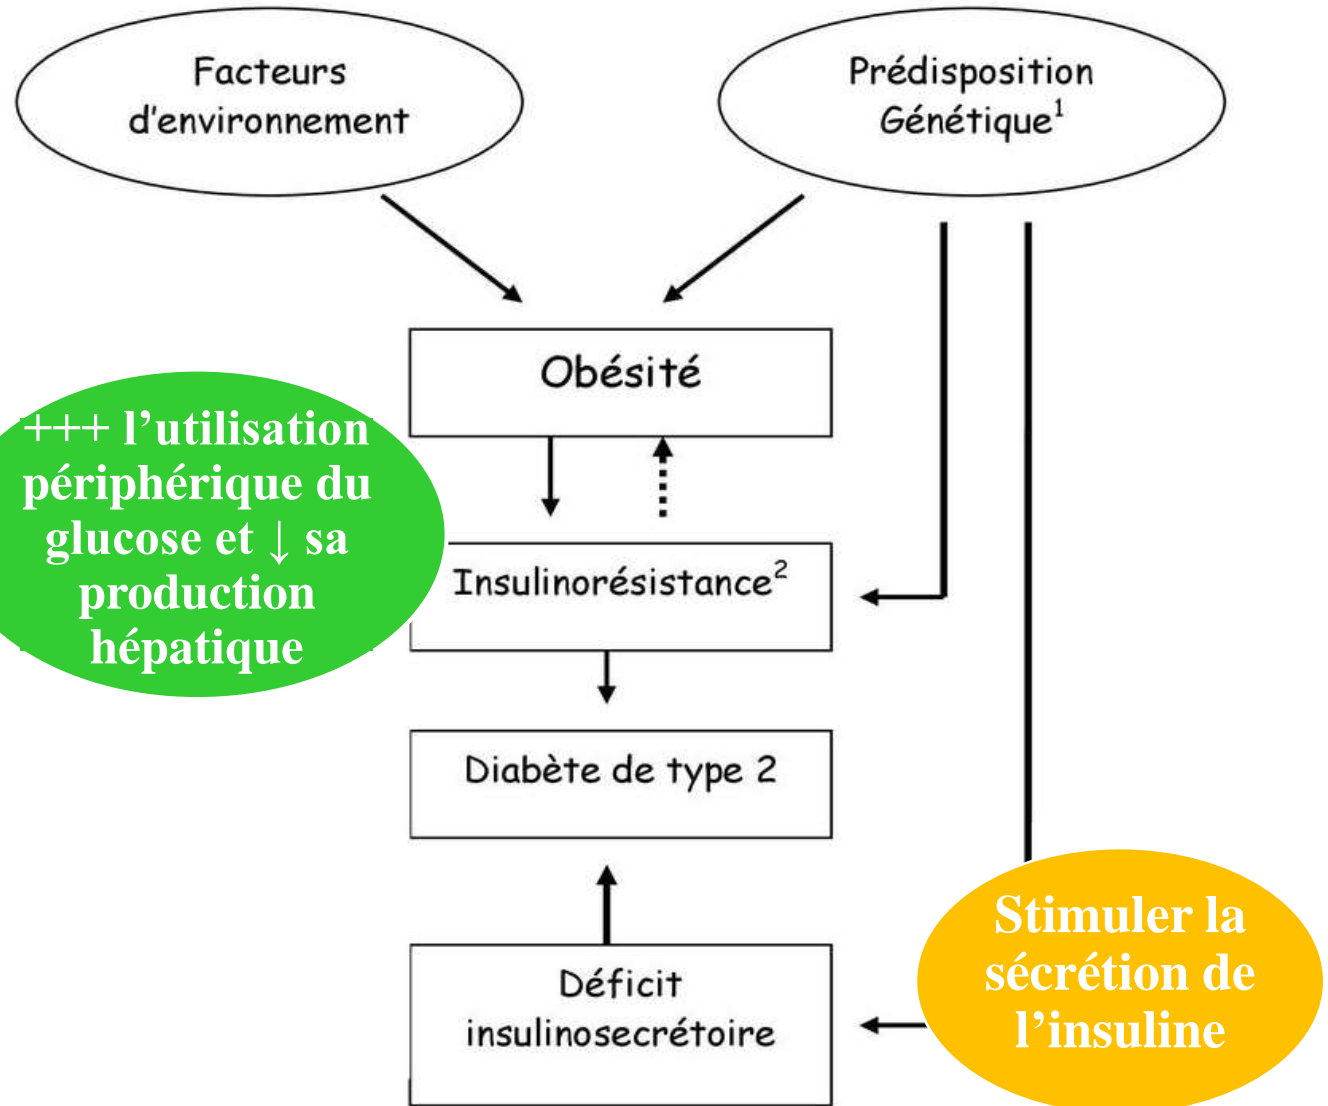 Facteurs
d'environnement
Prédisposition
Génétique¹
Obésité
+++ l’utilisation
périphérique du
glucose et ↓ sa
production
hépatique
Insulinorésistance²
Diabète de type 2
Déficit
insulinosecrétoire
Stimuler la
sécrétion de
l’insuline